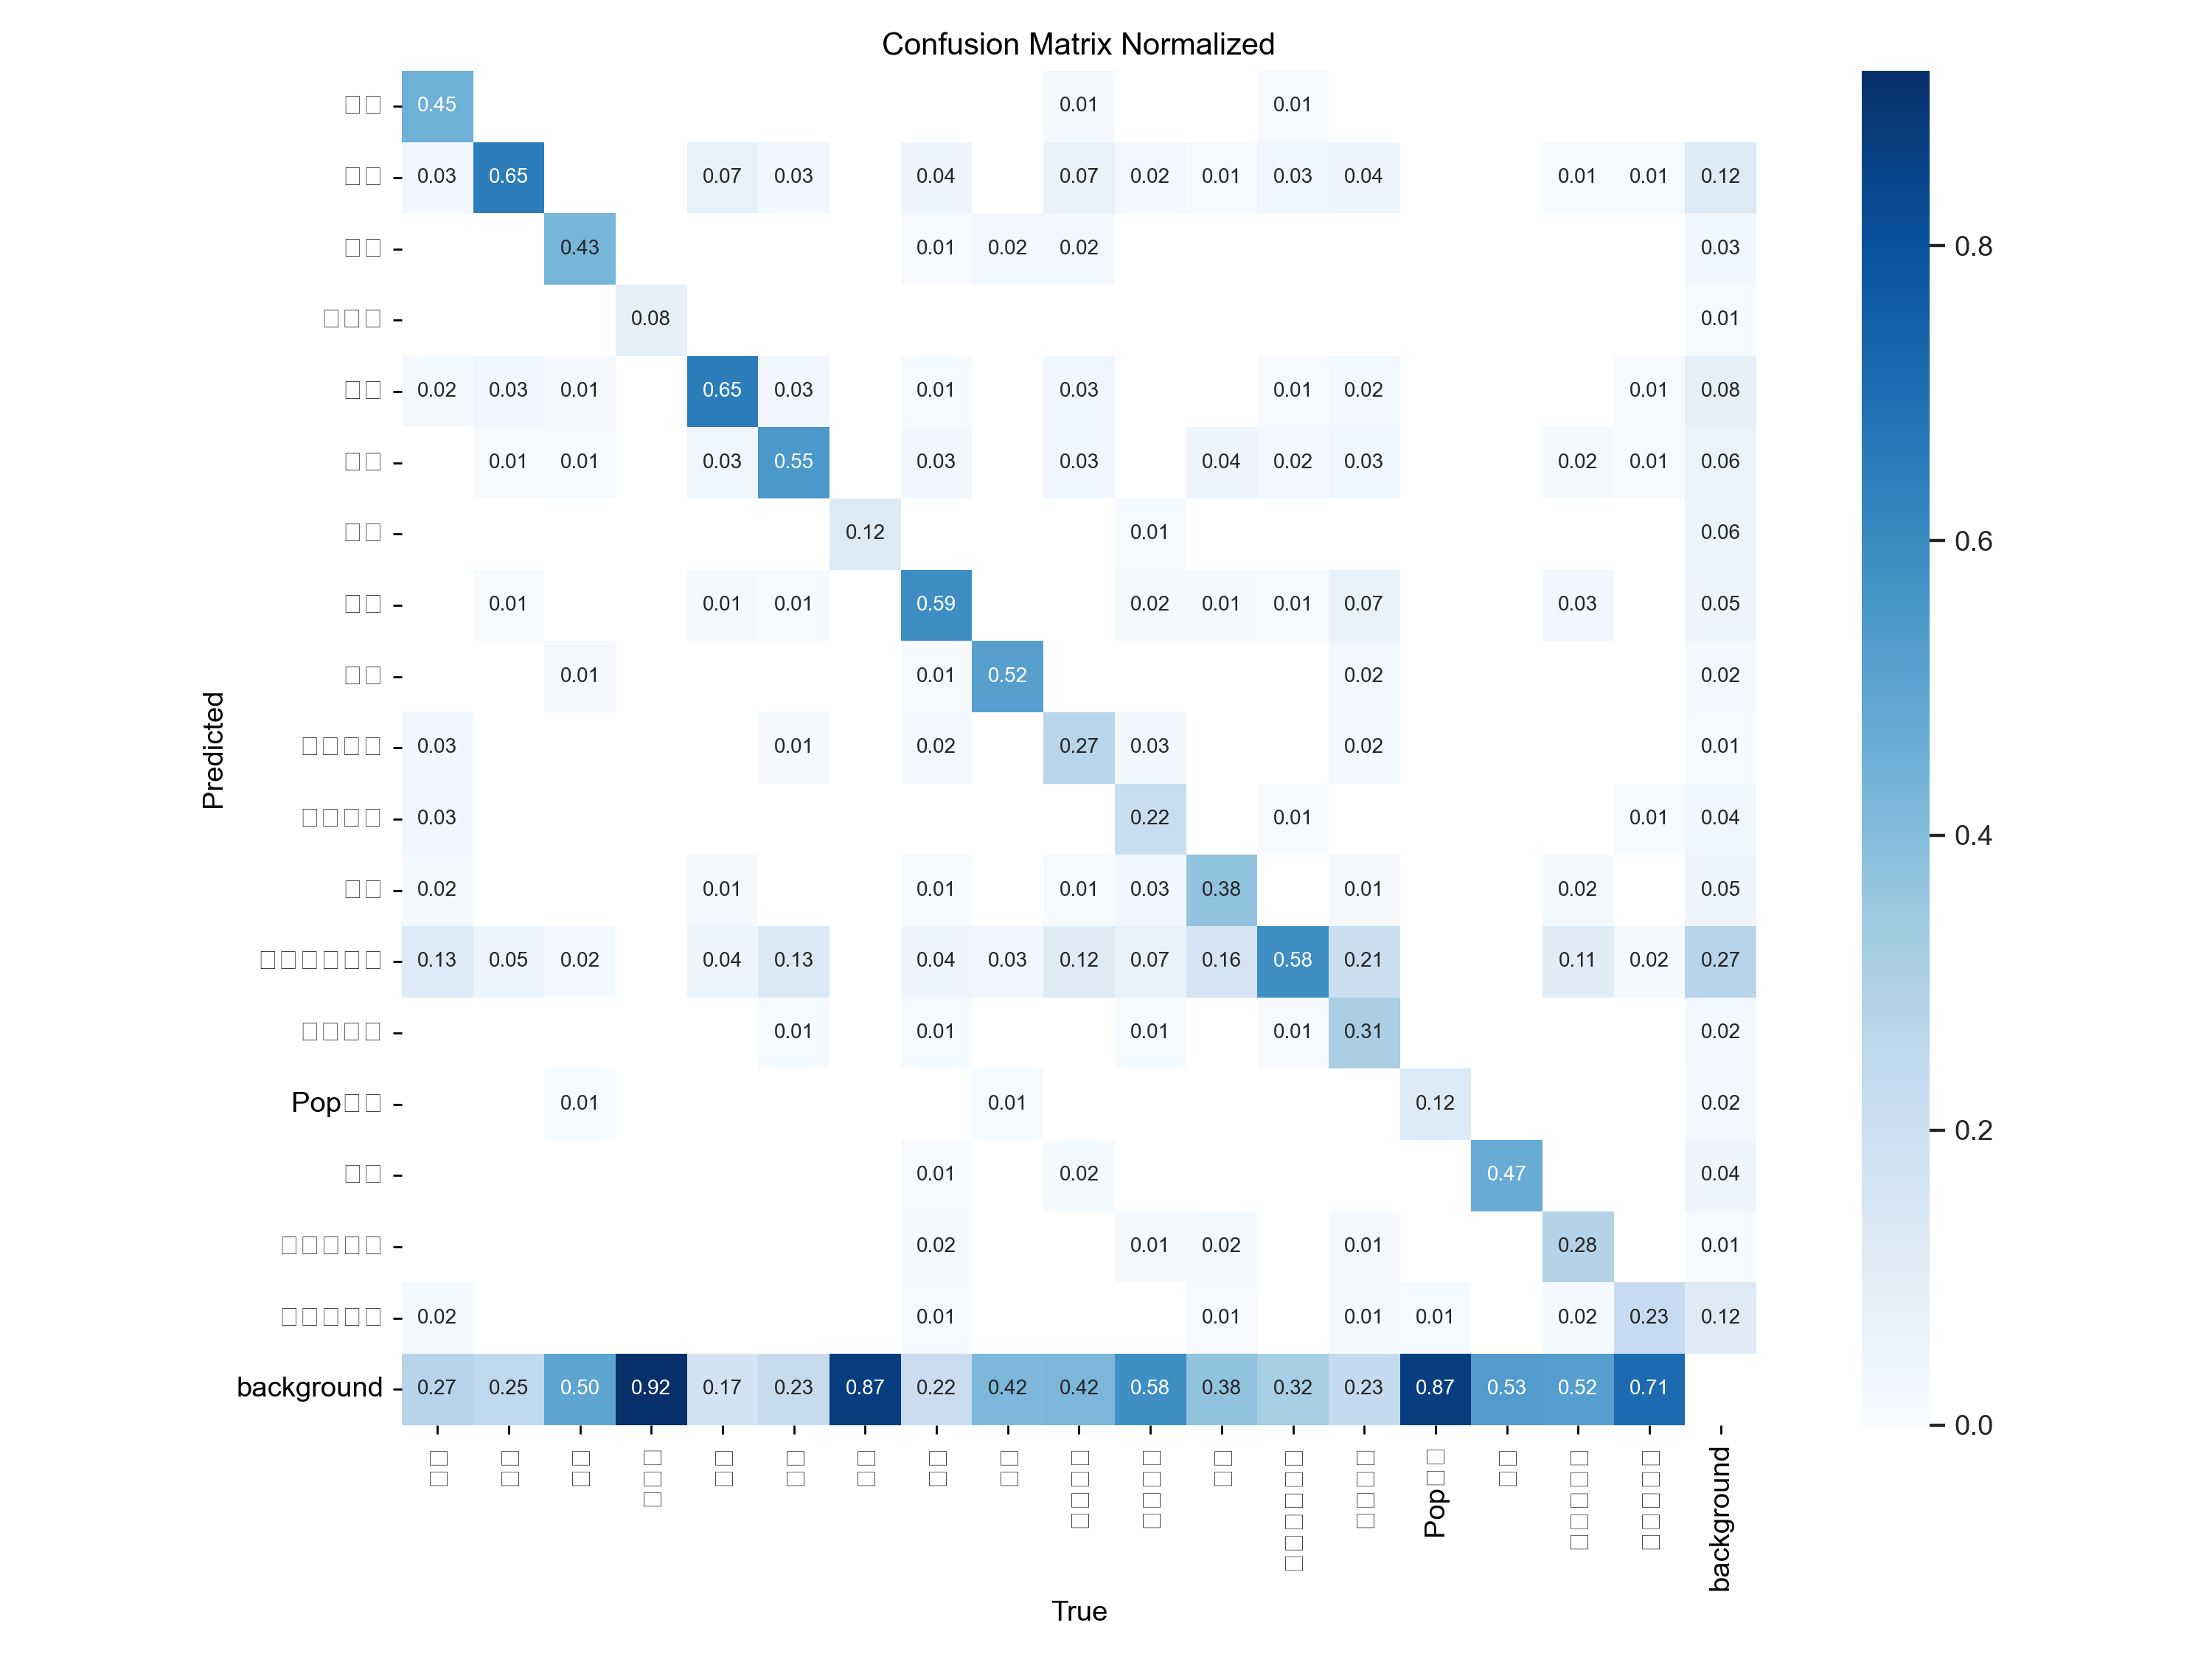 Confusion Matrix Normalized
0.45 0.01 0.01
0.03 0.65 0.07 0.03 0.04 0.07 0.02 0.01 0.03 0.04 0.01 0.01 0.12
0.43 0.01 0.02 0.02 0.03
0.08 0.01
0.02 0.03 0.01 0.65 0.03 0.01 0.03 0.01 0.02 0.01 0.08
0.01 0.01 0.03 0.55 0.03 0.03 0.04 0.02 0.03 0.02 0.01 0.06
0.12 0.01 0.06
0.01 0.01 0.01 0.59 0.02 0.01 0.01 0.07 0.03 0.05
0.01 0.01 0.52 0.02 0.02
0.03 0.01 0.02 0.27 0.03 0.02 0.01
0.03 0.22 0.01 0.01 0.04
0.02 0.01 0.01 0.01 0.03 0.38 0.01 0.02 0.05
0.13 0.05 0.02 0.04 0.13 0.04 0.03 0.12 0.07 0.16 0.58 0.21 0.11 0.02 0.27
0.01 0.01 0.01 0.01 0.31 0.02
Pop 0.01 0.01 0.12 0.02
0.01 0.02 0.47 0.04
0.02 0.01 0.02 0.01 0.28 0.01
0.02 0.01 0.01 0.01 0.01 0.02 0.23 0.12
background 0.27 0.25 0.50 0.92 0.17 0.23 0.87 0.22 0.42 0.42 0.58 0.38 0.32 0.23 0.87 0.53 0.52 0.71
Pop
background
Predicted
True
0.8
0.6
0.4
0.2
0.0